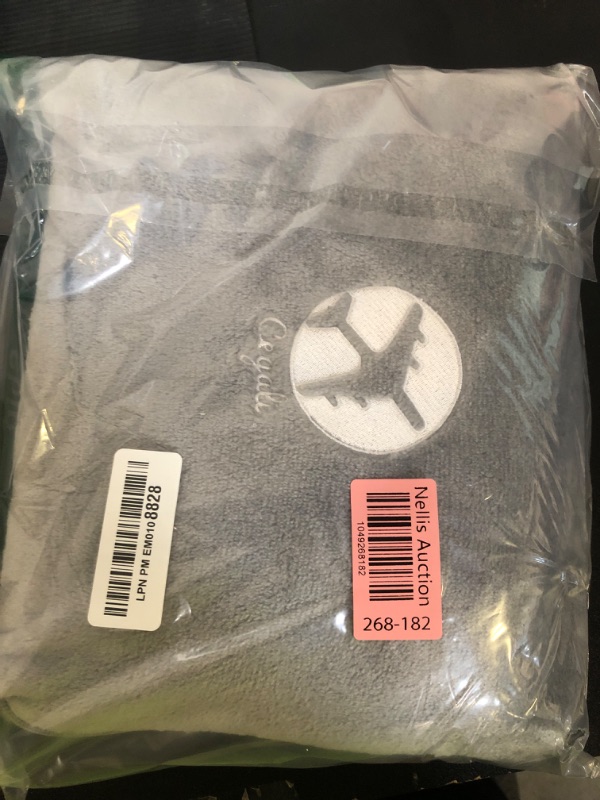 Cegali
LPN PM EM0108828
Nellis Auction
1049268182
268-182